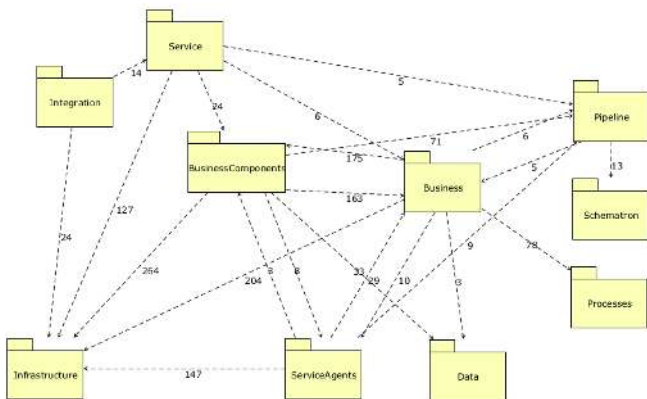 Service
14
5
Integration
Pipeline
24
6
71
6
BusinessComponents
175
5
13
Business
163
Schematron
127
24
264
204
3
8
33
29
10
3
9
78
Processes
Infrastructure
147
ServiceAgents
Data